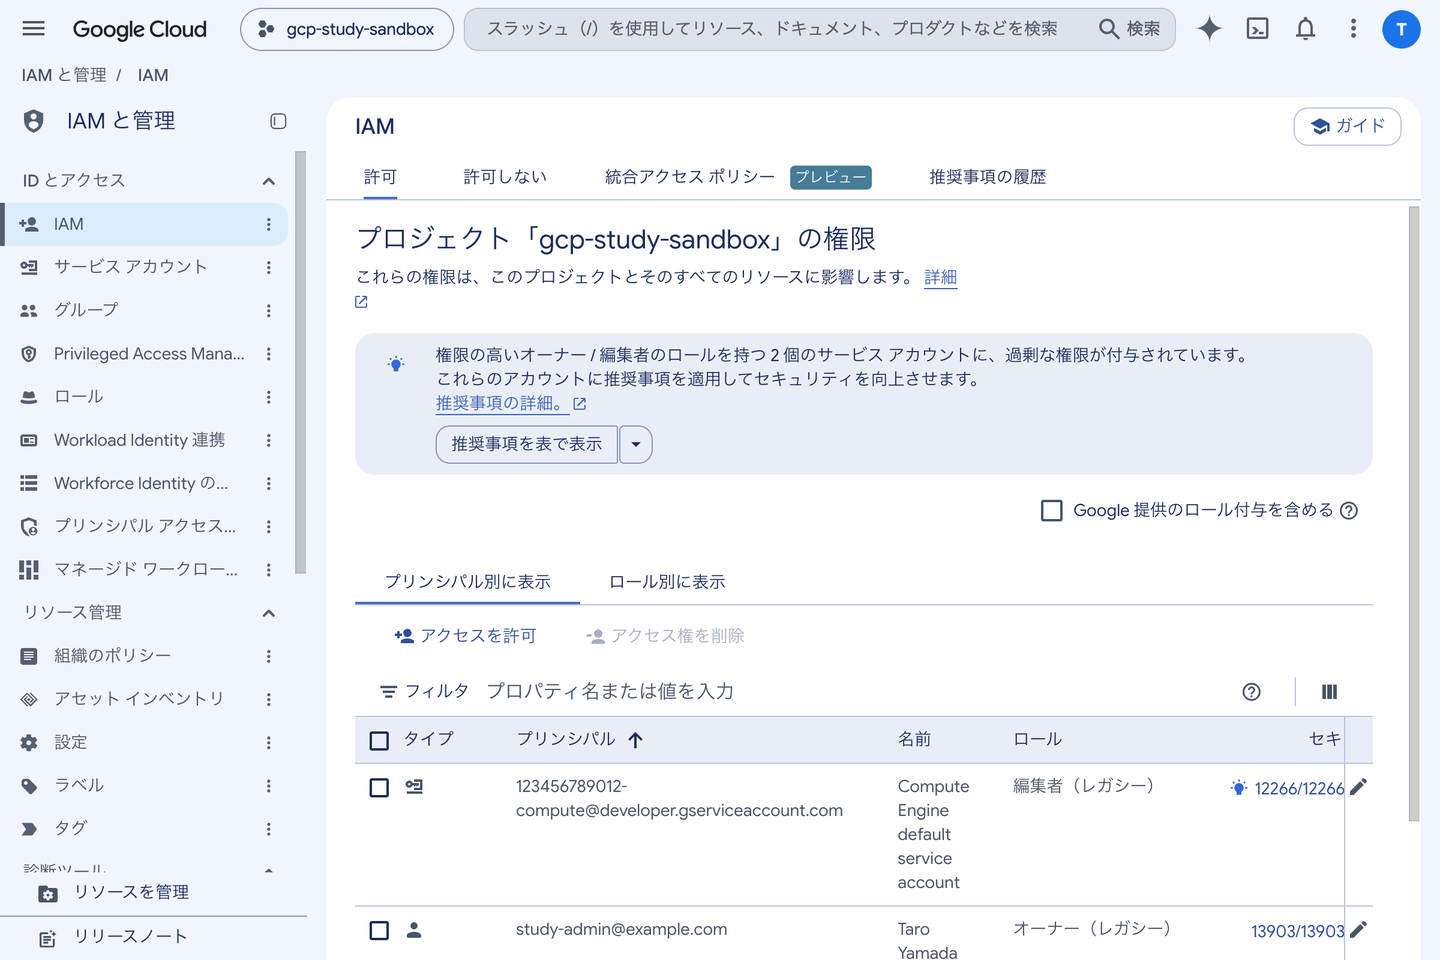 Google Cloud
gcp-study-sandbox
スラッシュ（/）を使用してリソース、ドキュメント、プロダクトなどを検索
検索
T
IAM と管理 / IAM
IAM と管理
ID とアクセス
IAM
サービス アカウント
グループ
Privileged Access Mana...
ロール
Workload Identity 連携
Workforce Identity の...
プリンシパル アクセス...
マネージド ワークロー...
リソース管理
組織のポリシー
アセット インベントリ
設定
ラベル
タグ
診断ツール
リソースを管理
リリースノート
IAM
ガイド
許可
許可しない
統合アクセス ポリシー
プレビュー
推奨事項の履歴
プロジェクト「gcp-study-sandbox」の権限
これらの権限は、このプロジェクトとそのすべてのリソースに影響します。 詳細
権限の高いオーナー / 編集者のロールを持つ 2 個のサービス アカウントに、過剰な権限が付与されています。
これらのアカウントに推奨事項を適用してセキュリティを向上させます。
推奨事項の詳細。
推奨事項を表で表示
Google 提供のロール付与を含める
プリンシパル別に表示
ロール別に表示
アクセスを許可
アクセス権を削除
フィルタ プロパティ名または値を入力
タイプ プリンシパル 名前 ロール セキ
123456789012-
compute@developer.gserviceaccount.com
Compute
Engine
default
service
account
編集者（レガシー）
12266/12266
study-admin@example.com
Taro
Yamada
オーナー（レガシー）
13903/13903